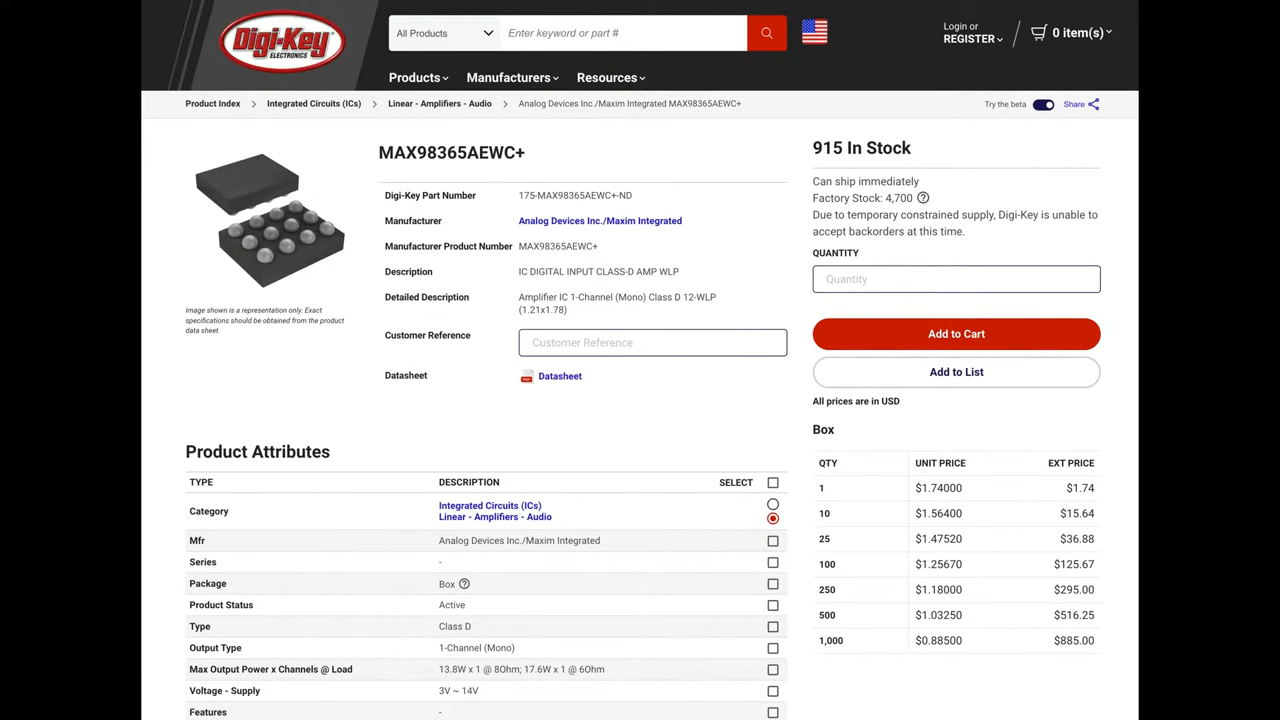 Digi-Key
ELECTRONICS
All Products
Enter keyword or part #
Login or
REGISTER
0 item(s)
Products
Manufacturers
Resources
Product Index
Integrated Circuits (ICs)
Linear - Amplifiers - Audio
Analog Devices Inc./Maxim Integrated MAX98365AEWC+
Try the beta
Share
Image shown is a representation only. Exact
specifications should be obtained from the product
data sheet.
MAX98365AEWC+
Digi-Key Part Number 175-MAX98365AEWC+-ND
Manufacturer Analog Devices Inc./Maxim Integrated
Manufacturer Product Number MAX98365AEWC+
Description IC DIGITAL INPUT CLASS-D AMP WLP
Detailed Description Amplifier IC 1-Channel (Mono) Class D 12-WLP
(1.21x1.78)
Customer Reference Customer Reference
Datasheet PDF Datasheet
915 In Stock
Can ship immediately
Factory Stock: 4,700 ?
Due to temporary constrained supply, Digi-Key is unable to
accept backorders at this time.
QUANTITY
Quantity
Add to Cart
Add to List
All prices are in USD
Box
QTY UNIT PRICE EXT PRICE
1 $1.74000 $1.74
10 $1.56400 $15.64
25 $1.47520 $36.88
100 $1.25670 $125.67
250 $1.18000 $295.00
500 $1.03250 $516.25
1,000 $0.88500 $885.00
Product Attributes
TYPE DESCRIPTION SELECT
Category Integrated Circuits (ICs)
Linear - Amplifiers - Audio
Mfr Analog Devices Inc./Maxim Integrated
Series -
Package Box ?
Product Status Active
Type Class D
Output Type 1-Channel (Mono)
Max Output Power x Channels @ Load 13.8W x 1 @ 8Ohm; 17.6W x 1 @ 6Ohm
Voltage - Supply 3V ~ 14V
Features -